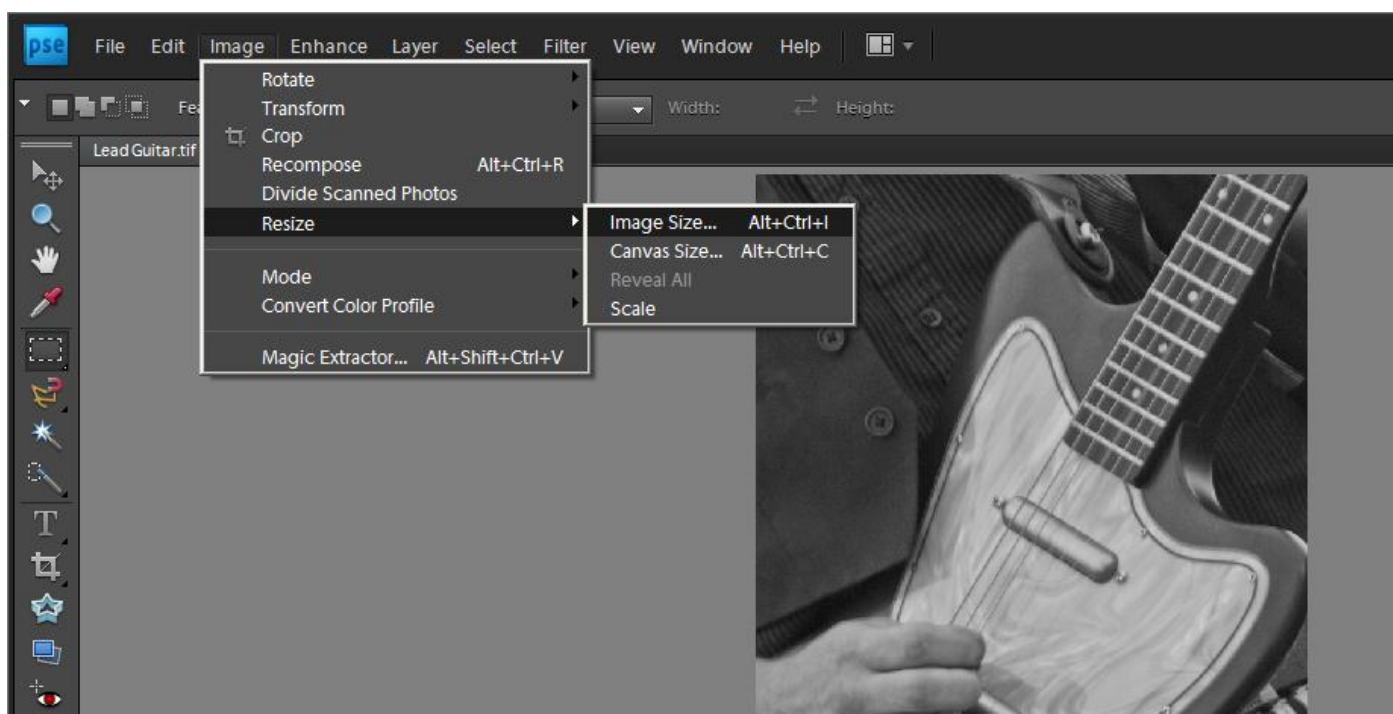 pse File Edit Image Enhance Layer Select Filter View Window Help
Width: Height:
Lead Guitar.tif
Rotate
Transform
Crop
Recompose Alt+Ctrl+R
Divide Scanned Photos
Resize
Mode
Convert Color Profile
Magic Extractor... Alt+Shift+Ctrl+V
Image Size... Alt+Ctrl+I
Canvas Size... Alt+Ctrl+C
Reveal All
Scale
T